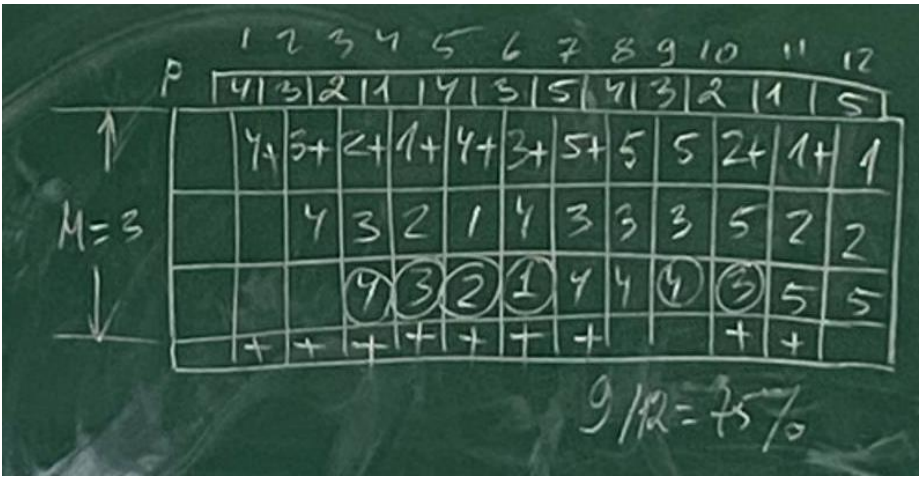 1 2 3 4 5 6 7 8 9 10 11 12
P 4 3 2 1 4 3 5 4 3 2 1 5
4+ 3+ 2+ 1+ 4+ 3+ 5+ 5 5 2+ 1+ 1
M=3 4 3 2 1 4 3 3 3 5 2 2
4 3 2 1 4 4 4 3 5 5
+ + + + + + + + +
9/12=75%